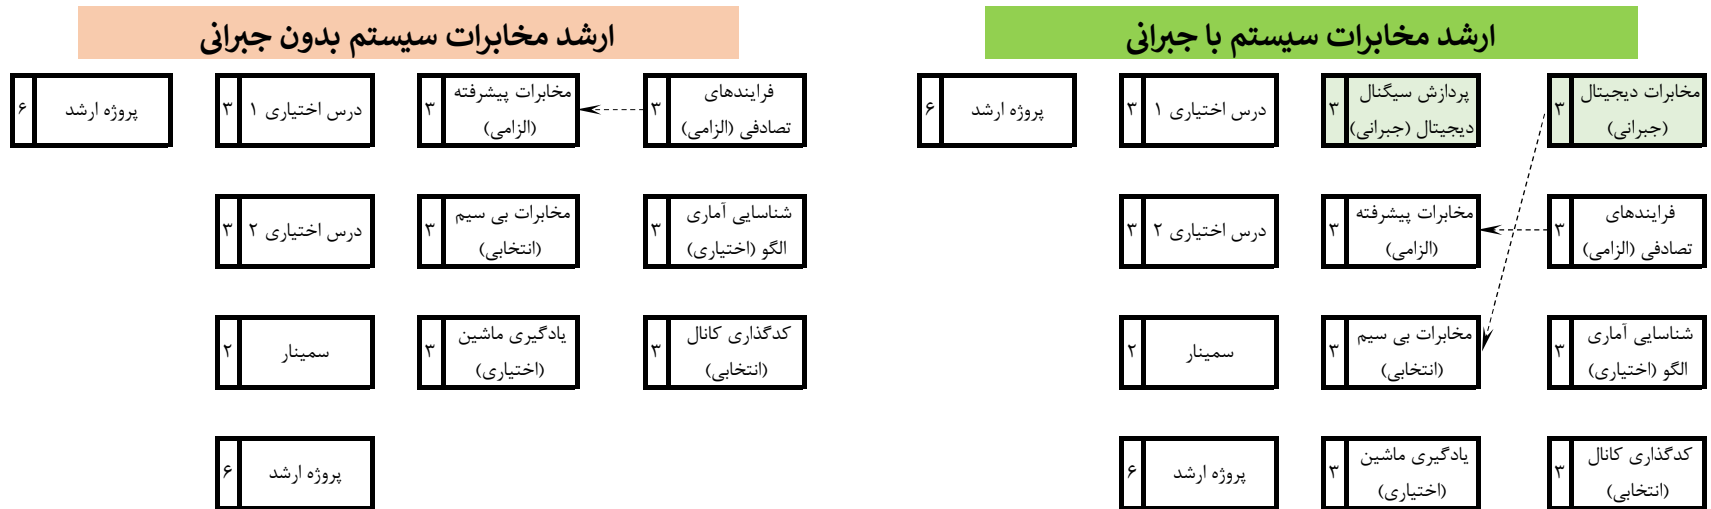 ارشد مخابرات سیستم با جبرانی
مخابرات دیجیتال
(جبرانی)
۳
پردازش سیگنال
دیجیتال (جبرانی)
۳
درس اختیاری ۱
۳
پروژه ارشد
۶
فرایندهای
تصادفی (الزامی)
۳
مخابرات پیشرفته
(الزامی)
۳
درس اختیاری ۲
۳
شناسایی آماری
الگو (اختیاری)
۳
مخابرات بی سیم
(انتخابی)
۳
سمینار
۲
کدگذاری کانال
(انتخابی)
۳
یادگیری ماشین
(اختیاری)
۳
پروژه ارشد
۶
ارشد مخابرات سیستم بدون جبرانی
فرایندهای
تصادفی (الزامی)
۳
مخابرات پیشرفته
(الزامی)
۳
درس اختیاری ۱
۳
پروژه ارشد
۶
شناسایی آماری
الگو (اختیاری)
۳
مخابرات بی سیم
(انتخابی)
۳
درس اختیاری ۲
۳
کدگذاری کانال
(انتخابی)
۳
یادگیری ماشین
(اختیاری)
۳
سمینار
۲
پروژه ارشد
۶